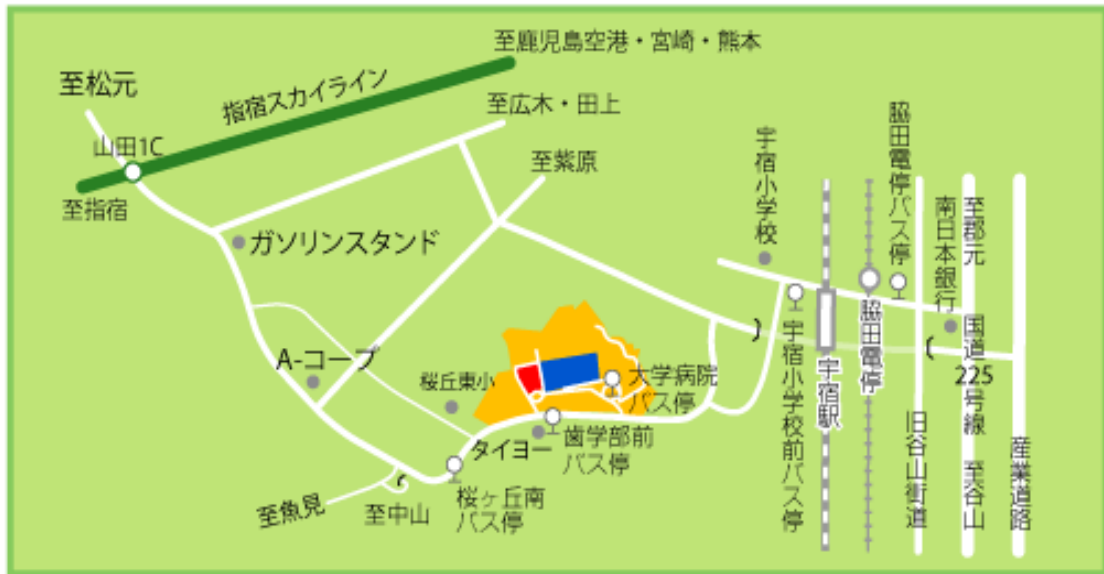 至鹿児島空港・宮崎・熊本
至松元
指宿スカイライン
至広木・田上
山田1C
至紫原
至指宿
ガソリンスタンド
宇宿小学校
脇田電停バス停
南日本銀行
至郡元
国道
225
号線
至谷山
A-コープ
桜丘東小
大学病院
バス停
宇宿小学校前バス停
宇宿駅
脇田電停
旧谷山街道
産業道路
タイヨー
歯学部前
バス停
至魚見
至中山
桜ヶ丘南
バス停